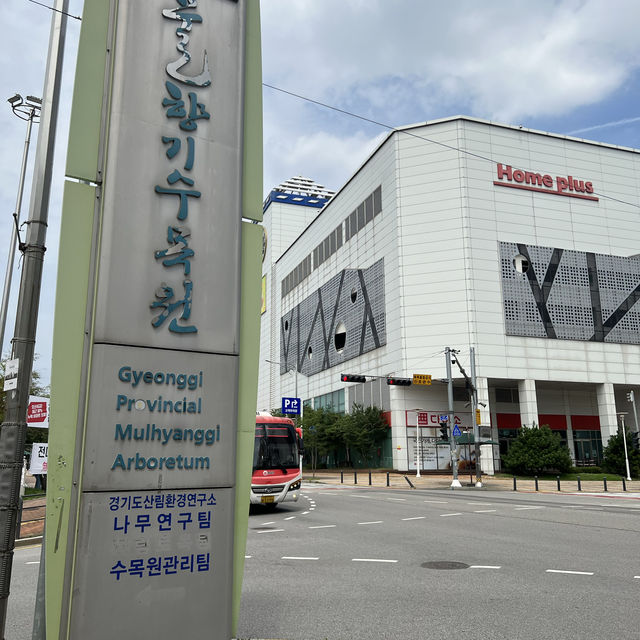 물향기수목원
Gyeonggi
Provincial
Mulhyanggi
Arboretum
경기도산림환경연구소
나무연구팀
수목원관리팀
Home plus
P